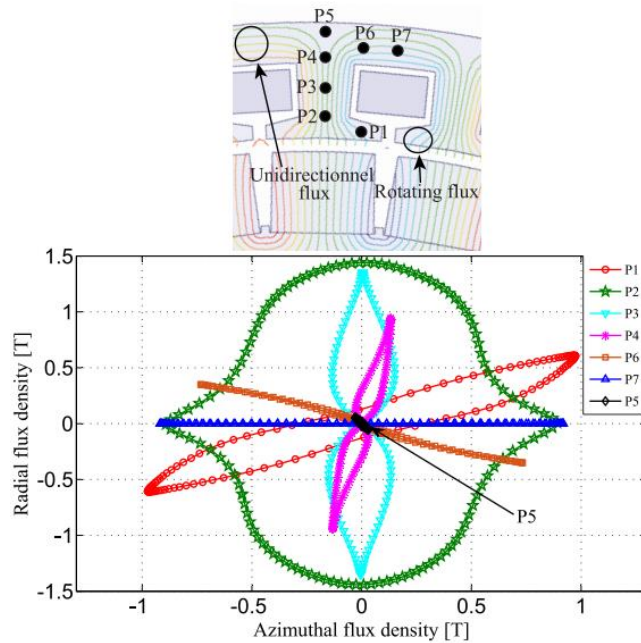 P5
P6
P7
P4
P3
P2
P1
Unidirectionnel
flux
Rotating flux
1.5
1
0.5
0
-0.5
-1
-1.5
Radial flux density [T]
P1
P2
P3
P4
P6
P7
P5
P5
-1
-0.5
0
0.5
1
Azimuthal flux density [T]